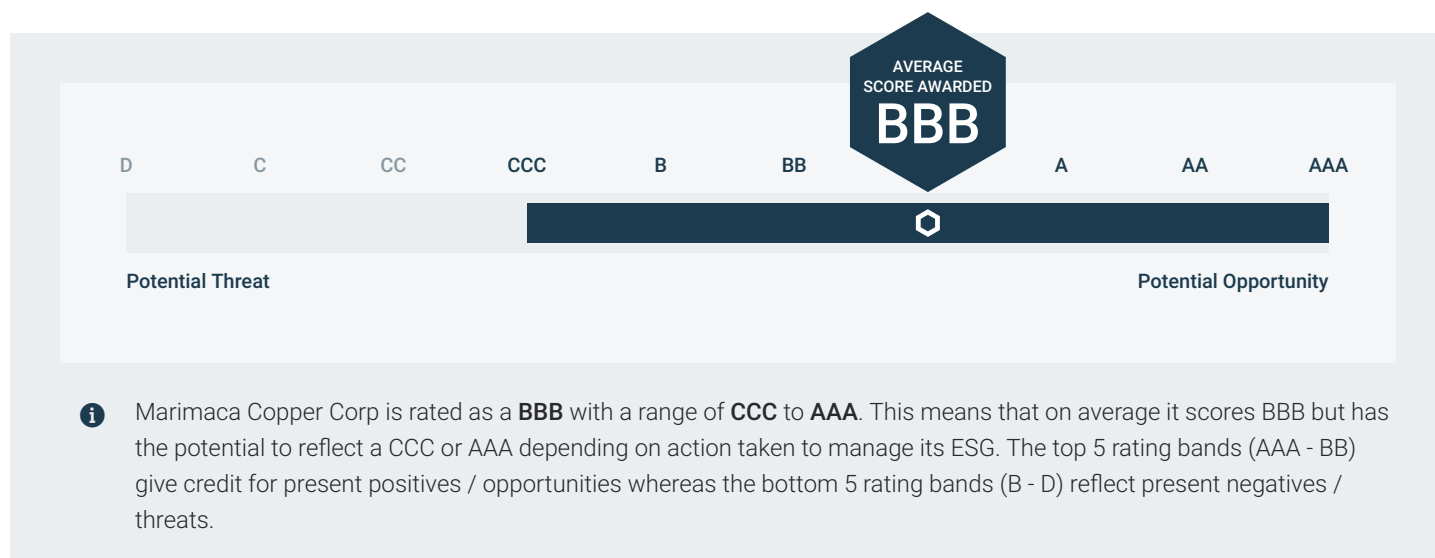 AVERAGE
SCORE AWARDED
BBB
D C CC CCC B BB A AA AAA
Potential Threat Potential Opportunity
Marimaca Copper Corp is rated as a BBB with a range of CCC to AAA. This means that on average it scores BBB but has
the potential to reflect a CCC or AAA depending on action taken to manage its ESG. The top 5 rating bands (AAA - BB)
give credit for present positives / opportunities whereas the bottom 5 rating bands (B - D) reflect present negatives /
threats.